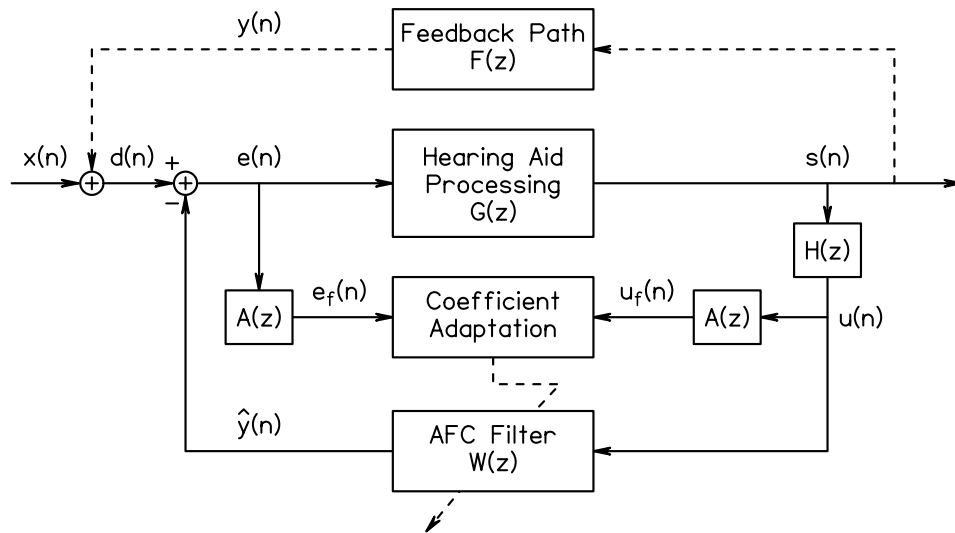 y(n)
Feedback Path
F(z)
x(n)
d(n)
+
e(n)
Hearing Aid
Processing
G(z)
s(n)
+
+
−
H(z)
A(z)
e_f(n)
Coefficient
Adaptation
u_f(n)
A(z)
u(n)
ŷ(n)
AFC Filter
W(z)